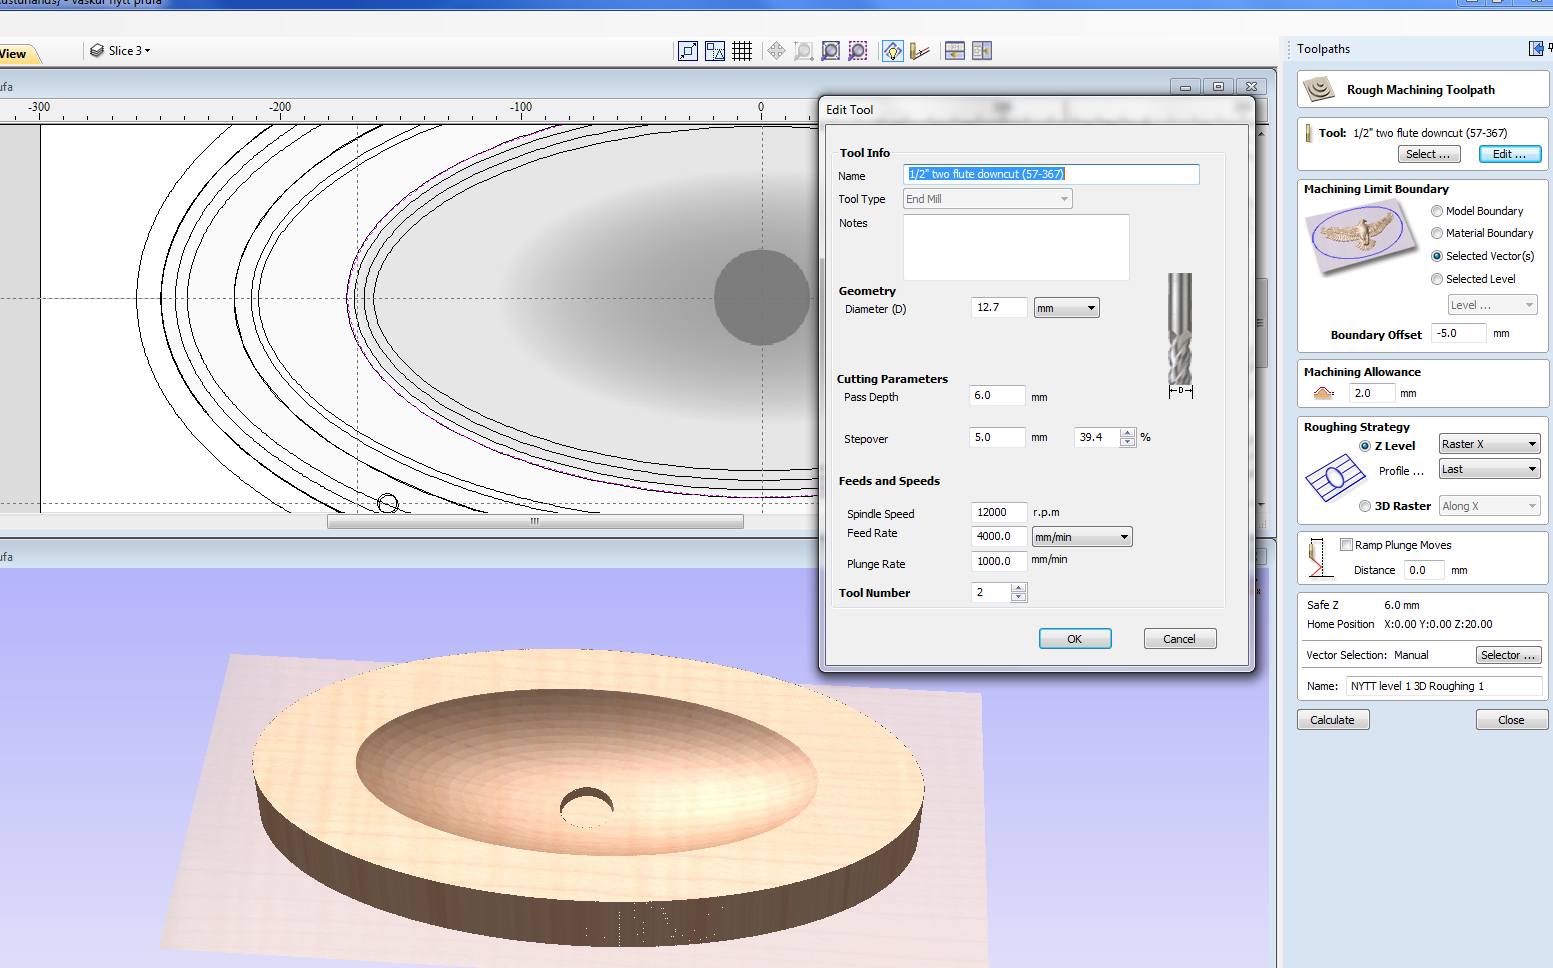 - vaskur nytt prufa
View
Slice 3
ufa
-300
-200
-100
0
ufa
Edit Tool
Tool Info
Name 1/2" two flute downcut (57-367)
Tool Type End Mill
Notes
Geometry
Diameter (D) 12.7 mm
D
Cutting Parameters
Pass Depth 6.0 mm
Stepover 5.0 mm 39.4 %
Feeds and Speeds
Spindle Speed 12000 r.p.m
Feed Rate 4000.0 mm/min
Plunge Rate 1000.0 mm/min
Tool Number 2
OK Cancel
Toolpaths
Rough Machining Toolpath
Tool: 1/2" two flute downcut (57-367)
Select ... Edit ...
Machining Limit Boundary
Model Boundary
Material Boundary
Selected Vector(s)
Selected Level
Level ...
Boundary Offset -5.0 mm
Machining Allowance
2.0 mm
Roughing Strategy
Z Level Raster X
Profile ... Last
3D Raster Along X
Ramp Plunge Moves
Distance 0.0 mm
Safe Z 6.0 mm
Home Position X:0.00 Y:0.00 Z:20.00
Vector Selection: Manual Selector ...
Name: NYTT level 1 3D Roughing 1
Calculate Close